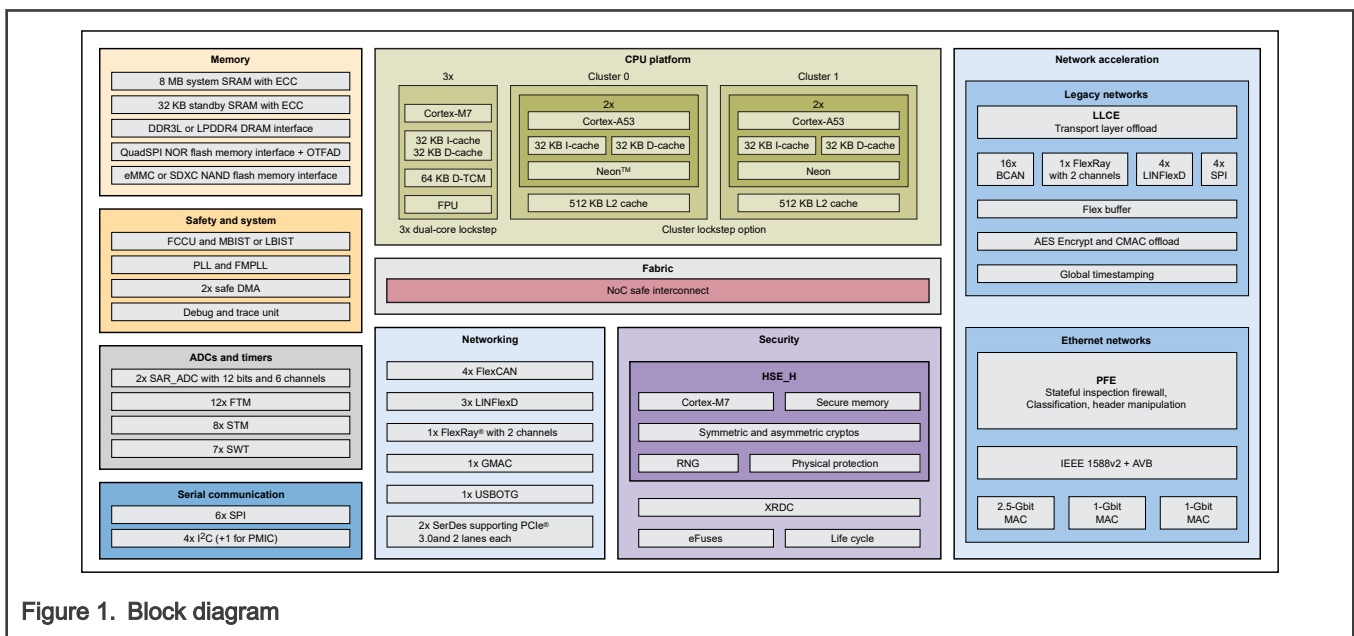 Memory
8 MB system SRAM with ECC
32 KB standby SRAM with ECC
DDR3L or LPDDR4 DRAM interface
QuadSPI NOR flash memory interface + OTFAD
eMMC or SDXC NAND flash memory interface
Safety and system
FCCU and MBIST or LBIST
PLL and FMPLL
2x safe DMA
Debug and trace unit
ADCs and timers
2x SAR_ADC with 12 bits and 6 channels
12x FTM
8x STM
7x SWT
Serial communication
6x SPI
4x I²C (+1 for PMIC)
CPU platform
3x
Cortex-M7
32 KB I-cache
32 KB D-cache
64 KB D-TCM
FPU
3x dual-core lockstep
Cluster 0
2x
Cortex-A53
32 KB I-cache
32 KB D-cache
Neon™
512 KB L2 cache
Cluster 1
2x
Cortex-A53
32 KB I-cache
32 KB D-cache
Neon
512 KB L2 cache
Cluster lockstep option
Fabric
NoC safe interconnect
Networking
4x FlexCAN
3x LINFlexD
1x FlexRay® with 2 channels
1x GMAC
1x USBOTG
2x SerDes supporting PCIe®
3.0and 2 lanes each
Security
HSE_H
Cortex-M7
Secure memory
Symmetric and asymmetric cryptos
RNG
Physical protection
XRDC
eFuses
Life cycle
Network acceleration
Legacy networks
LLCE
Transport layer offload
16x
BCAN
1x FlexRay
with 2 channels
4x
LINFlexD
4x
SPI
Flex buffer
AES Encrypt and CMAC offload
Global timestamping
Ethernet networks
PFE
Stateful inspection firewall,
Classification, header manipulation
IEEE 1588v2 + AVB
2.5-Gbit
MAC
1-Gbit
MAC
1-Gbit
MAC
Figure 1. Block diagram